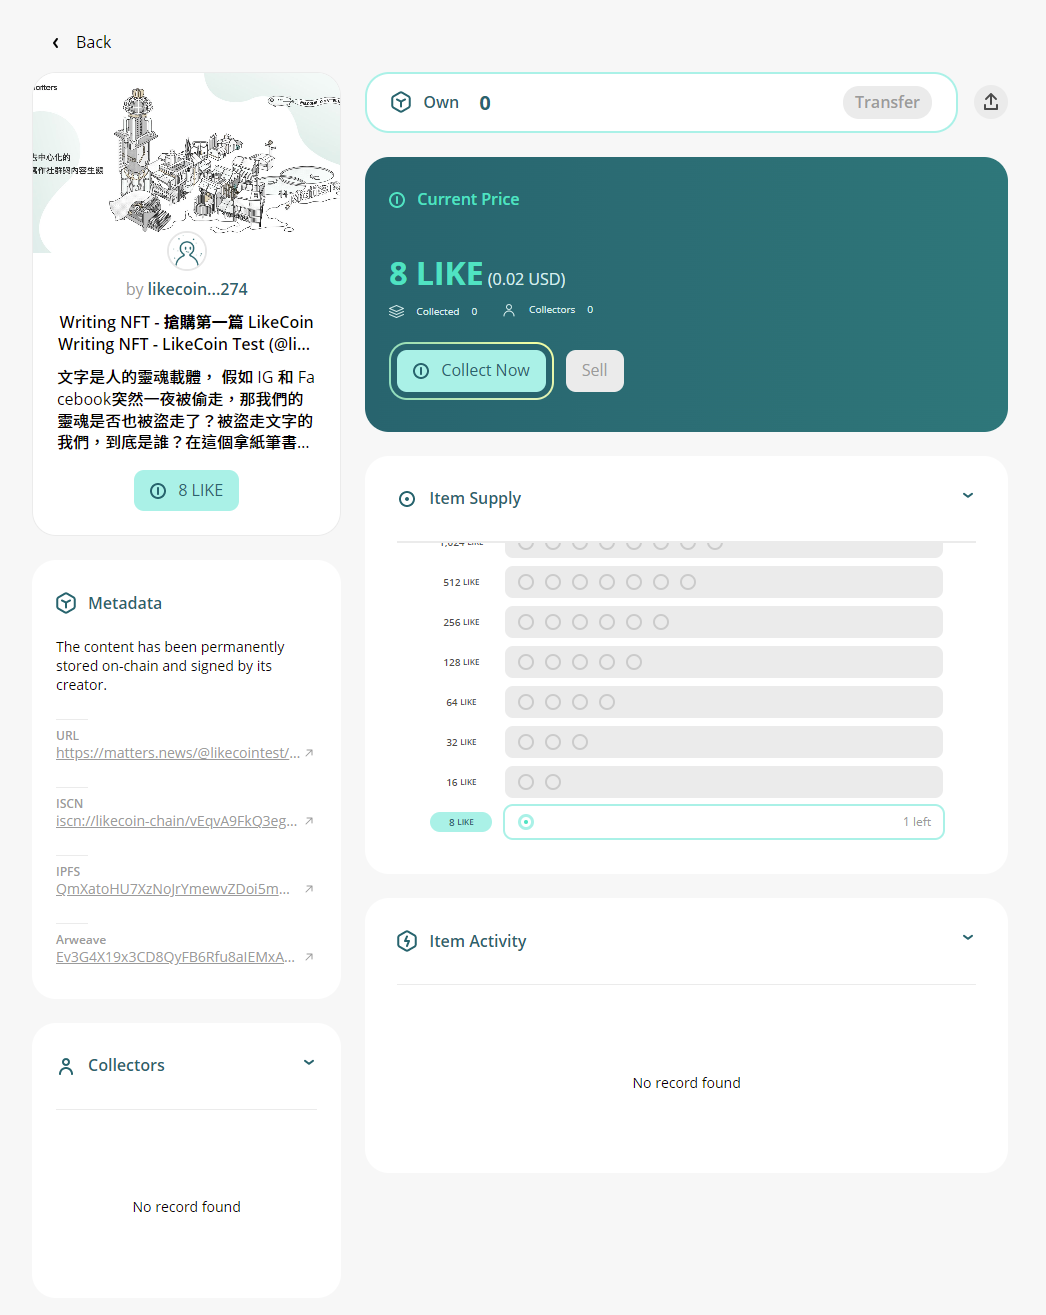 Back
Matters
去中心化的
寫作社群與內容生態
by likecoin...274
Writing NFT - 搶購第一篇 LikeCoin
Writing NFT - LikeCoin Test (@li...
文字是人的靈魂載體， 假如 IG 和 Fa
cebook突然一夜被偷走，那我們的
靈魂是否也被盜走了？被盜走文字的
我們，到底是誰？在這個拿紙筆書...
8 LIKE
Metadata
The content has been permanently
stored on-chain and signed by its
creator.
URL
https://matters.news/@likecointest/...
ISCN
iscn://likecoin-chain/vEqvA9FkQ3eg...
IPFS
QmXatoHU7XzNoJrYmewvZDoi5m...
Arweave
Ev3G4X19x3CD8QyFB6Rfu8aIEMxA...
Collectors
No record found
Own 0
Transfer
Current Price
8 LIKE (0.02 USD)
Collected 0 Collectors 0
Collect Now Sell
Item Supply
1,024 LIKE
512 LIKE
256 LIKE
128 LIKE
64 LIKE
32 LIKE
16 LIKE
8 LIKE 1 left
Item Activity
No record found